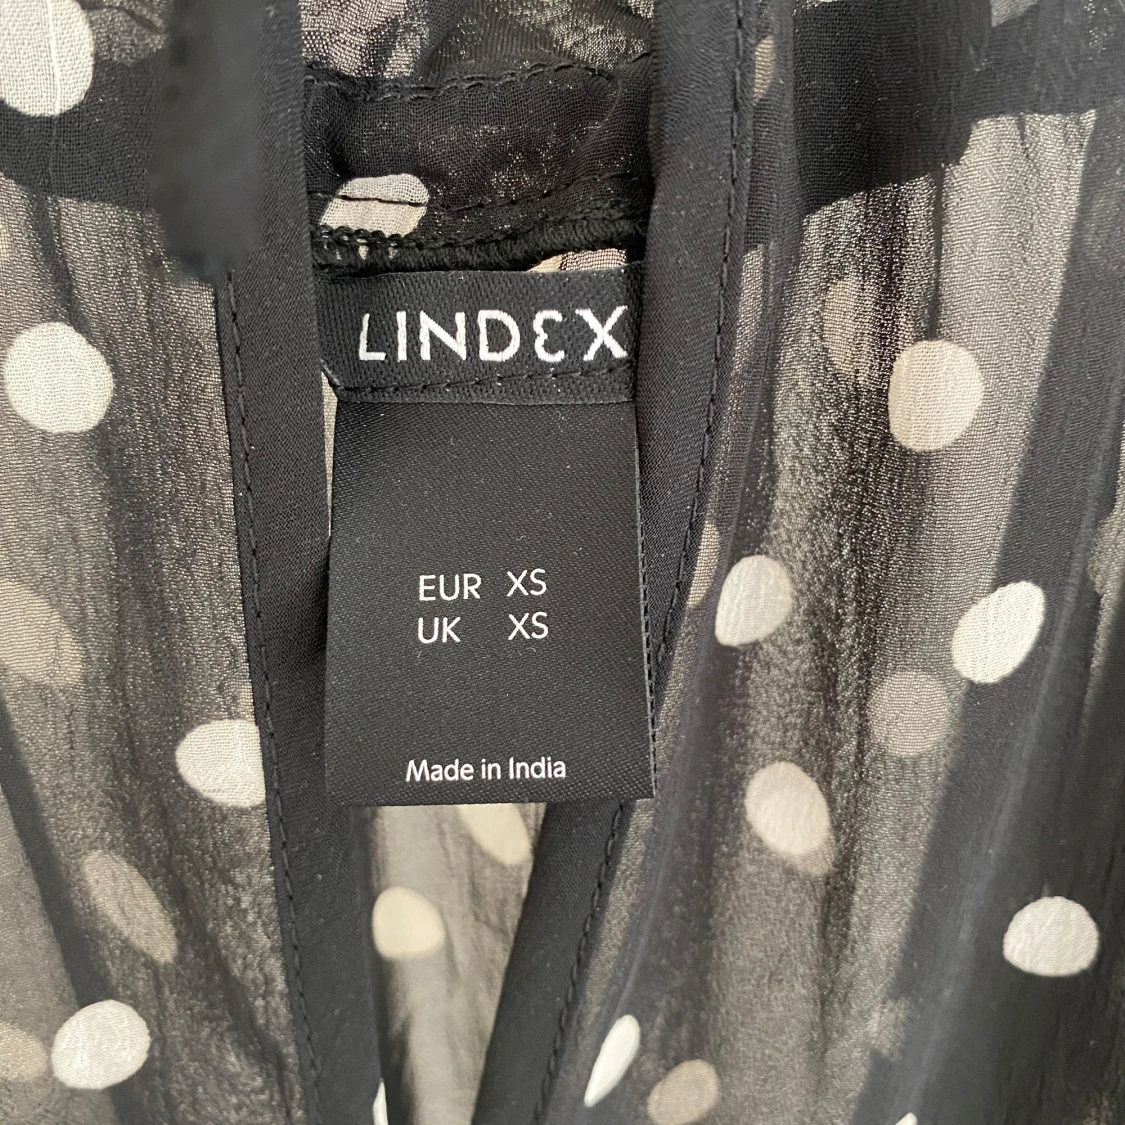 LINDEX
EUR XS
UK XS
Made in India